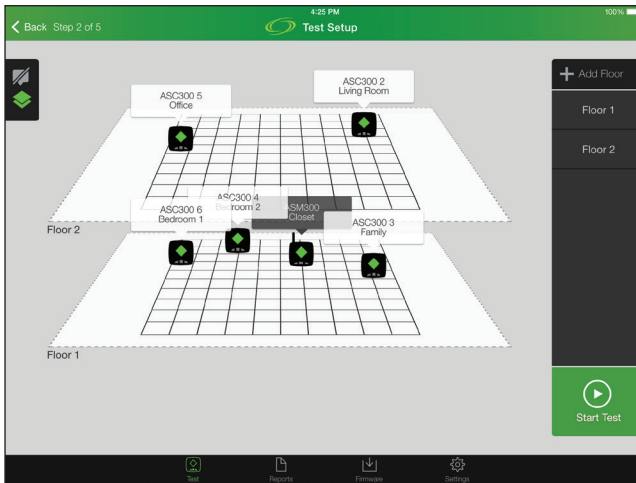 4:25 PM
100%
Back Step 2 of 5
Test Setup
Add Floor
Floor 1
Floor 2
ASC300 5
Office
ASC300 2
Living Room
ASC300 4
Bedroom 2
ASM300
Closet
ASC300 6
Bedroom 1
ASC300 3
Family
Floor 2
Floor 1
Start Test
Test
Reports
Firmware
Settings